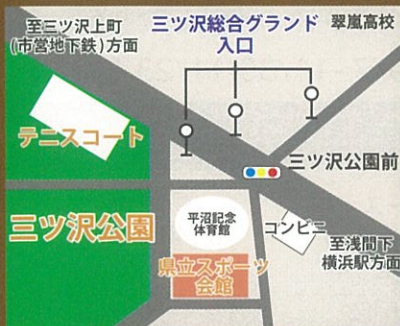 至三ツ沢上町
(市営地下鉄)方面
三ツ沢総合グランド
入口
翠嵐高校
テニスコート
三ツ沢公園前
三ツ沢公園
平沼記念
体育館
コンビニ
至浅間下
横浜駅方面
県立スポーツ
会館